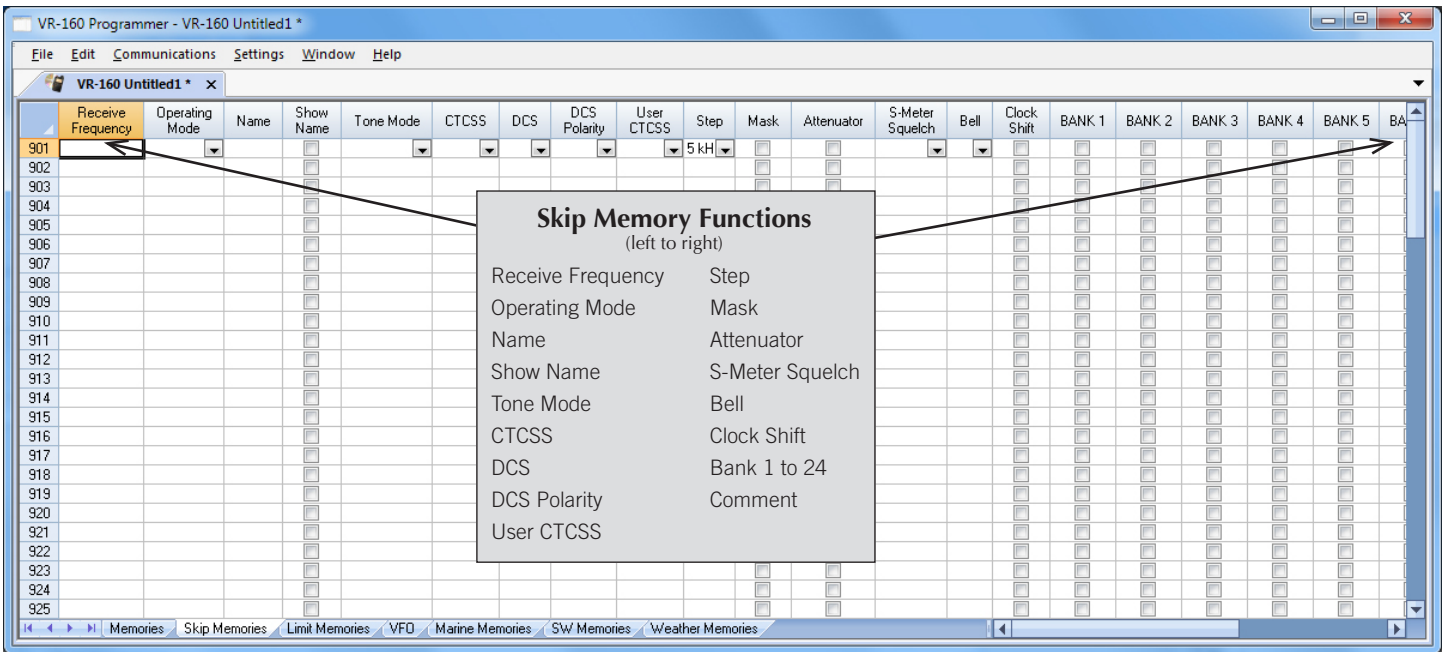 VR-160 Programmer - VR-160 Untitled1 *
File Edit Communications Settings Window Help
VR-160 Untitled1 * X
Receive Frequency Operating Mode Name Show Name Tone Mode CTCSS DCS DCS Polarity User CTCSS Step Mask Attenuator S-Meter Squelch Bell Clock Shift BANK 1 BANK 2 BANK 3 BANK 4 BANK 5 BA
901 5 kH
902
903
904
905
906
907
908
909
910
911
912
913
914
915
916
917
918
919
920
921
922
923
924
925
Skip Memory Functions
(left to right)
Receive Frequency
Operating Mode
Name
Show Name
Tone Mode
CTCSS
DCS
DCS Polarity
User CTCSS
Step
Mask
Attenuator
S-Meter Squelch
Bell
Clock Shift
Bank 1 to 24
Comment
Memories Skip Memories Limit Memories VFO Marine Memories SW Memories Weather Memories